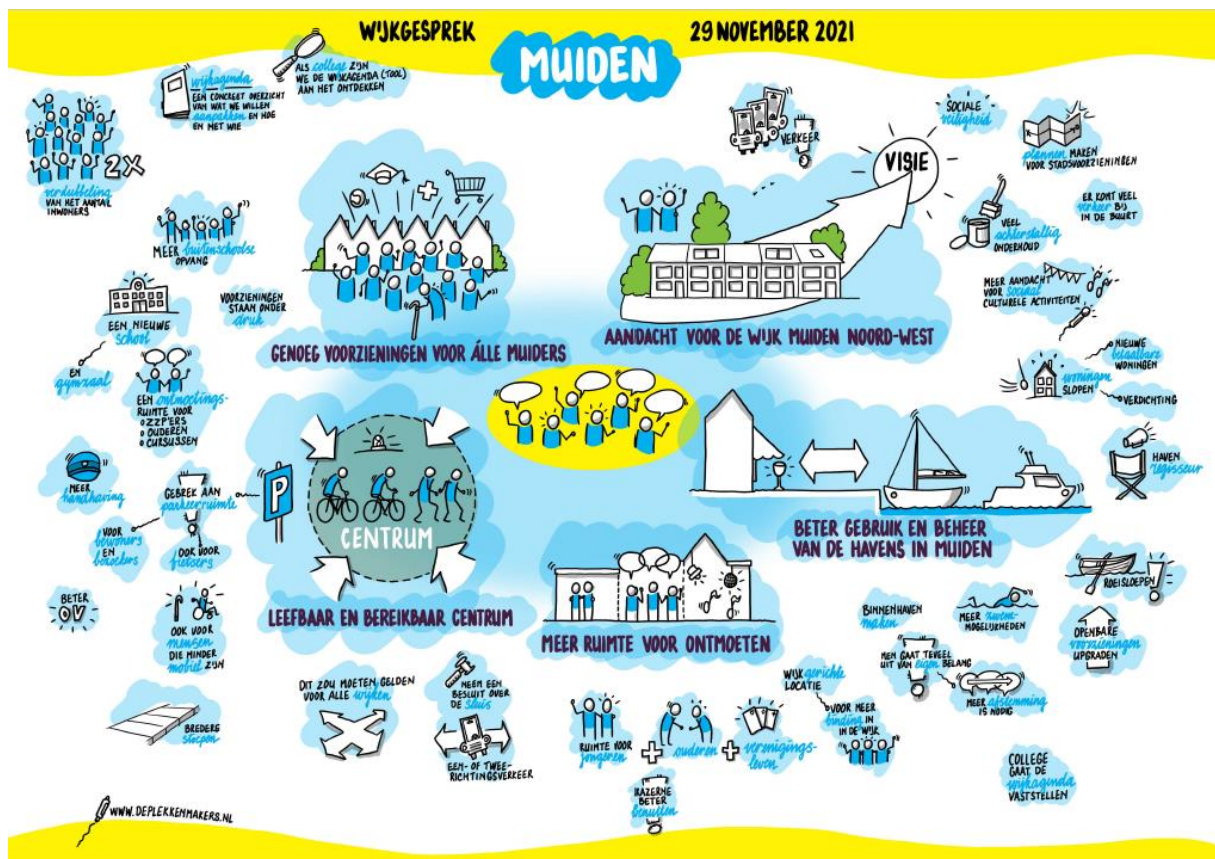 WIJKGESPREK
29 NOVEMBER 2021
MUIDEN
wijkagenda
EEN CONCREET OVERZICHT
VAN WAT WE WILLEN
aanpakken EN HOE
EN MET WIE
ALS college ZIJN
WE DE WIJKAGENDA (TOOL)
AAN HET ONTDEKKEN
2X
verdubbeling
VAN HET AANTAL
INWONERS
MEER buitenschoolse
OPVANG
EEN NIEUWE
school
EN
gymzaal
VOORZIENINGEN
STAAN ONDER
druk
EEN ontmoetings-
RUIMTE VOOR
ZZP'ERS
OUDEREN
CURSUSSEN
GENOEG VOORZIENINGEN VOOR ÁLLE MUIDERS
VERKEER
VISIE
SOCIALE
veiligheid
plannen MAKEN
VOOR STADSVOORZIENINGEN
VEEL
achterstallig
ONDERHOUD
ER KOMT VEEL
verkeer BIJ
IN DE BUURT
MEER AANDACHT
VOOR sociaal
CULTURELE ACTIVITEITEN
AANDACHT VOOR DE WIJK MUIDEN NOORD-WEST
woningen
SLOPEN
NIEUWE
betaalbare
WONINGEN
VERDICHTING
MEER
handhaving
GEBREK AAN
parkeerruimte
VOOR
bewoners
EN
bezoekers
OOK VOOR
fietsers
P
CENTRUM
LEEFBAAR EN BEREIKBAAR CENTRUM
BETER
OV
OOK VOOR
mensen
DIE MINDER
mobiel ZIJN
BREDERE
stoepen
DIT ZOU MOETEN GELDEN
VOOR ALLE wijken
NEEM EEN
BESLUIT OVER
DE sluis
EEN- OF TWEE-
RICHTINGSVERKEER
HAVEN
regisseur
BETER GEBRUIK EN BEHEER
VAN DE HAVENS IN MUIDEN
ROEISLOEPEN
BINNENHAVEN
maken
MEER zwem-
MOGELIJKHEDEN
OPENBARE
voorzieningen
UPGRADEN
MEN GAAT TEVEEL
UIT VAN eigen BELANG
MEER afstemming
IS NODIG
MEER RUIMTE VOOR ONTMOETEN
RUIMTE VOOR
jongeren
+
ouderen
+
verenigings-
leven
WIJKgerichte
LOCATIE
VOOR MEER
binding IN
IN DE WIJK
KAZERNE
BETER
benutten
COLLEGE
GAAT DE
wijkagenda
VASTSTELLEN
WWW.DEPLEKKENMAKERS.NL